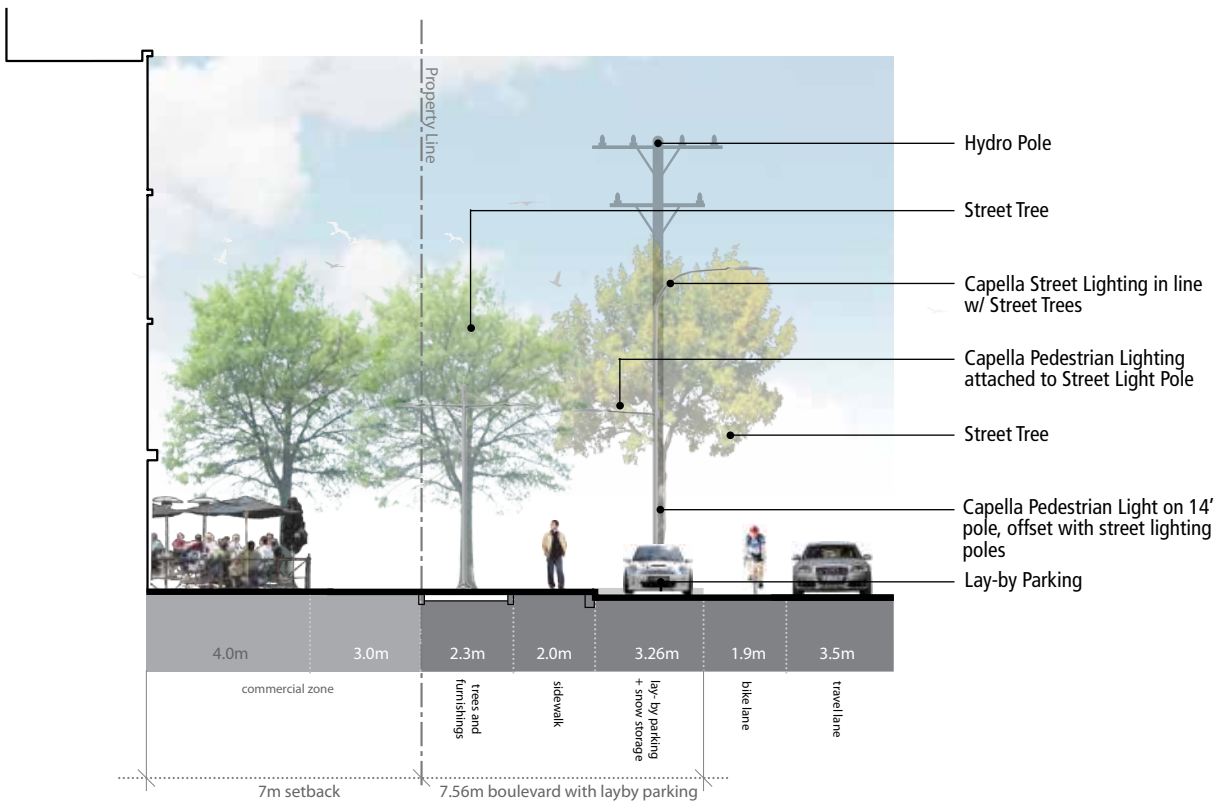 Property Line
Hydro Pole
Street Tree
Capella Street Lighting in line
w/ Street Trees
Capella Pedestrian Lighting
attached to Street Light Pole
Street Tree
Capella Pedestrian Light on 14’
pole, offset with street lighting
poles
Lay-by Parking
4.0m
3.0m
2.3m
2.0m
3.26m
1.9m
3.5m
commercial zone
trees and
furnishings
sidewalk
lay- by parking
+ snow storage
bike lane
travel lane
7m setback
7.56m boulevard with layby parking